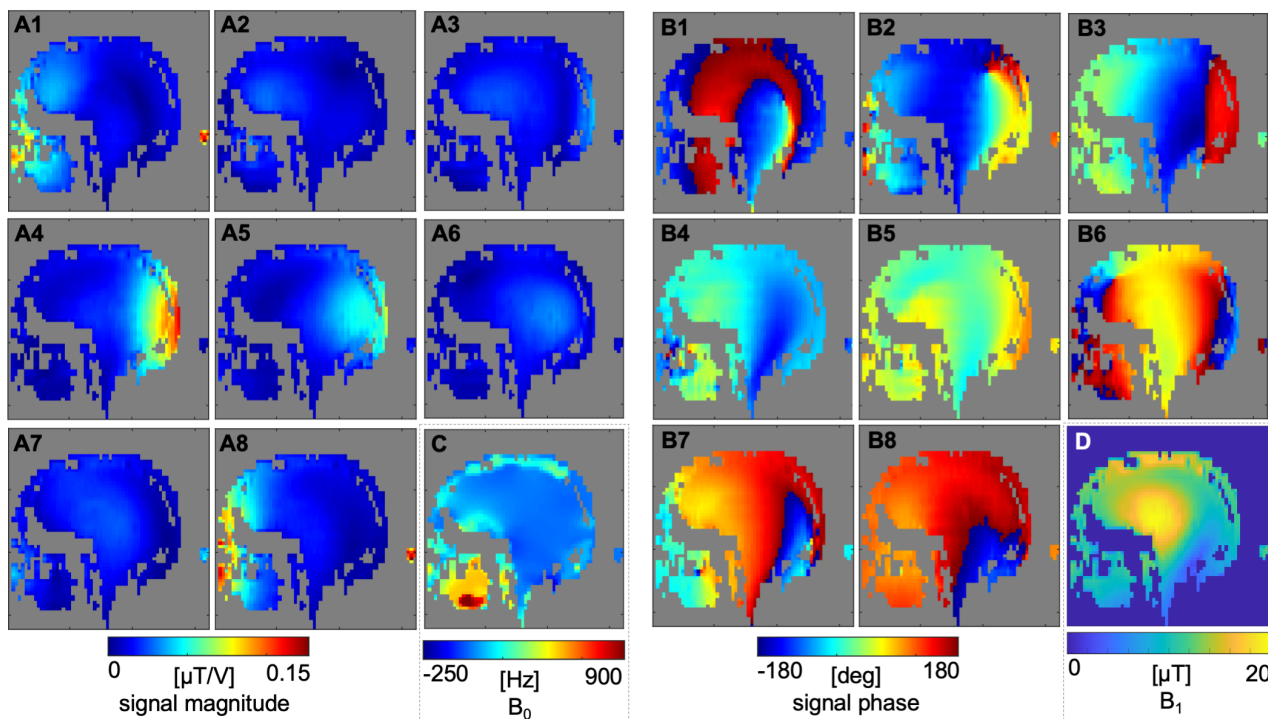 A1 A2 A3 B1 B2 B3
A4 A5 A6 B4 B5 B6
A7 A8 C B7 B8 D
0 [μT/V] 0.15
signal magnitude
-250 [Hz] 900
B₀
-180 [deg] 180
signal phase
0 [μT] 20
B₁